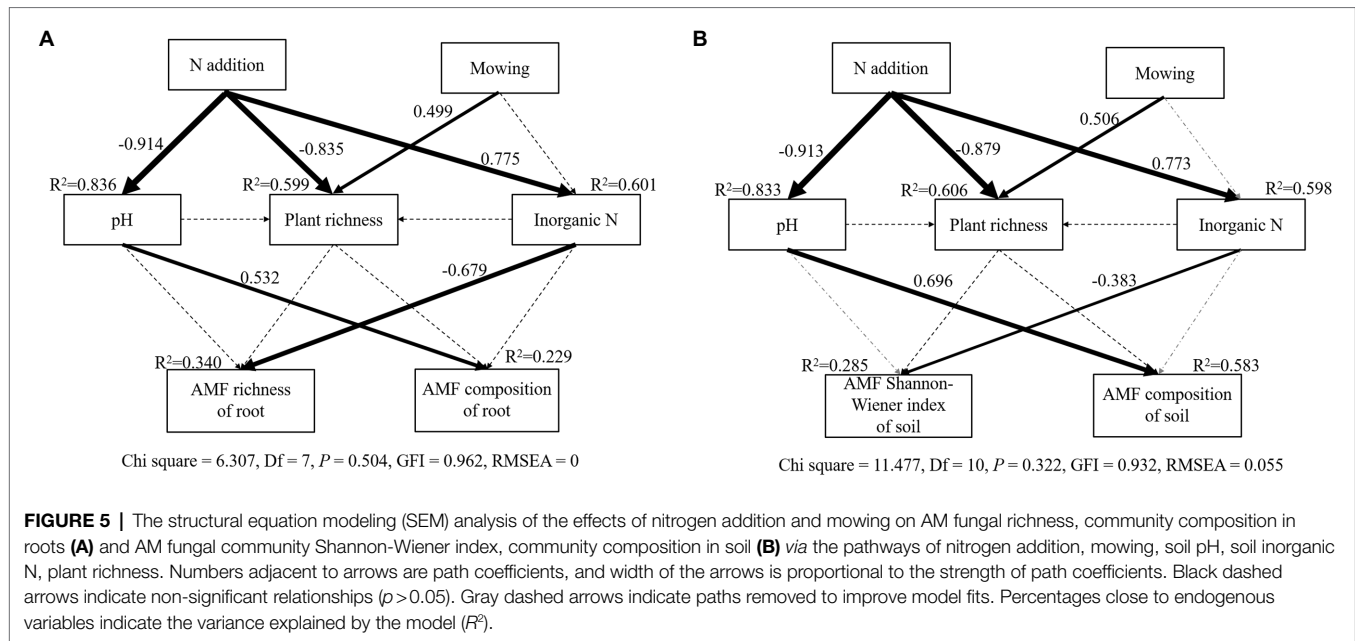 A
N addition
Mowing
0.499
-0.914
-0.835
0.775
R²=0.836
R²=0.599
R²=0.601
pH
Plant richness
Inorganic N
0.532
-0.679
R²=0.340
R²=0.229
AMF richness
of root
AMF composition
of root
Chi square = 6.307, Df = 7, P = 0.504, GFI = 0.962, RMSEA = 0
B
N addition
Mowing
0.506
-0.913
-0.879
0.773
R²=0.833
R²=0.606
R²=0.598
pH
Plant richness
Inorganic N
0.696
-0.383
R²=0.285
R²=0.583
AMF Shannon-
Wiener index
of soil
AMF composition
of soil
Chi square = 11.477, Df = 10, P = 0.322, GFI = 0.932, RMSEA = 0.055
FIGURE 5 | The structural equation modeling (SEM) analysis of the effects of nitrogen addition and mowing on AM fungal richness, community composition in
roots (A) and AM fungal community Shannon-Wiener index, community composition in soil (B) via the pathways of nitrogen addition, mowing, soil pH, soil inorganic
N, plant richness. Numbers adjacent to arrows are path coefficients, and width of the arrows is proportional to the strength of path coefficients. Black dashed
arrows indicate non-significant relationships (p > 0.05). Gray dashed arrows indicate paths removed to improve model fits. Percentages close to endogenous
variables indicate the variance explained by the model (R²).